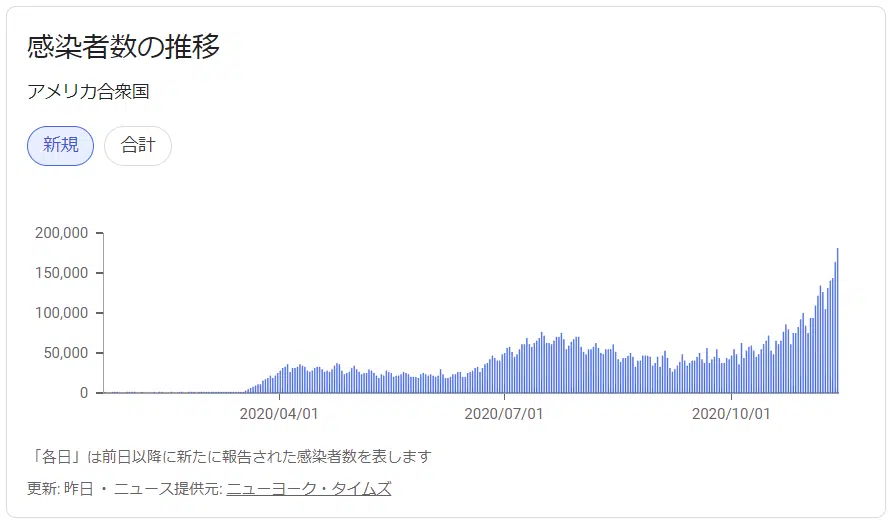 感染者数の推移
アメリカ合衆国
新規 合計
200,000
150,000
100,000
50,000
0
2020/04/01 2020/07/01 2020/10/01
「各日」は前日以降に新たに報告された感染者数を表します
更新: 昨日 ・ ニュース提供元: ニューヨーク・タイムズ